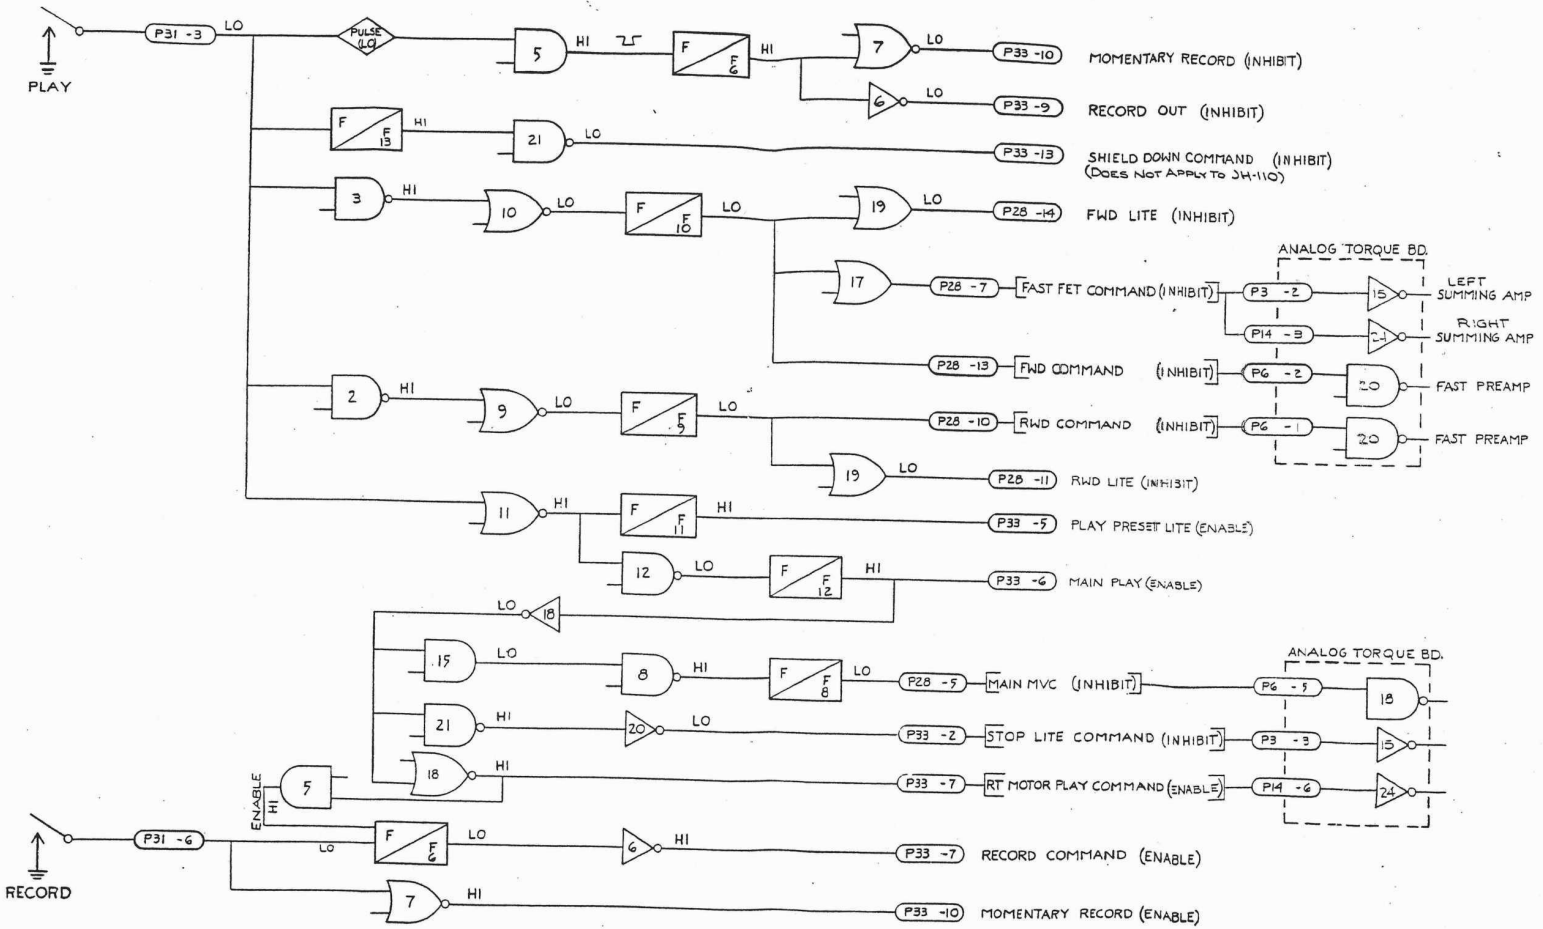 PLAY
P31 -3
LO
PULSE
(LO)
5
HI
F
F
6
HI
7
LO
P33 -10
MOMENTARY RECORD (INHIBIT)
6
LO
P33 -9
RECORD OUT (INHIBIT)
F
F
13
HI
21
LO
P33 -13
SHIELD DOWN COMMAND (INHIBIT)
(DOES NOT APPLY TO JH-110)
3
HI
10
LO
F
F
10
LO
19
LO
P28 -14
FWD LITE (INHIBIT)
17
P28 -7
FAST FET COMMAND (INHIBIT)
ANALOG TORQUE BD.
P3 -2
15
LEFT
SUMMING AMP
P14 -3
RIGHT
SUMMING AMP
P28 -13
FWD COMMAND (INHIBIT)
P6 -2
20
FAST PREAMP
2
HI
9
LO
F
F
9
LO
P28 -10
RWD COMMAND (INHIBIT)
P6 -1
20
FAST PREAMP
19
LO
P28 -11
RWD LITE (INHIBIT)
11
HI
F
F
11
HI
P33 -5
PLAY PRESET LITE (ENABLE)
12
LO
F
F
12
HI
P33 -6
MAIN PLAY (ENABLE)
LO
18
15
LO
8
HI
F
F
8
LO
P28 -5
MAIN MVC (INHIBIT)
ANALOG TORQUE BD.
P6 -5
18
21
HI
20
LO
P33 -2
STOP LITE COMMAND (INHIBIT)
P3 -3
15
18
HI
P33 -7
RT MOTOR PLAY COMMAND (ENABLE)
P14 -6
24
5
ENABLE
HI
RECORD
P31 -6
LO
F
F
6
LO
6
HI
P33 -7
RECORD COMMAND (ENABLE)
7
HI
P33 -10
MOMENTARY RECORD (ENABLE)